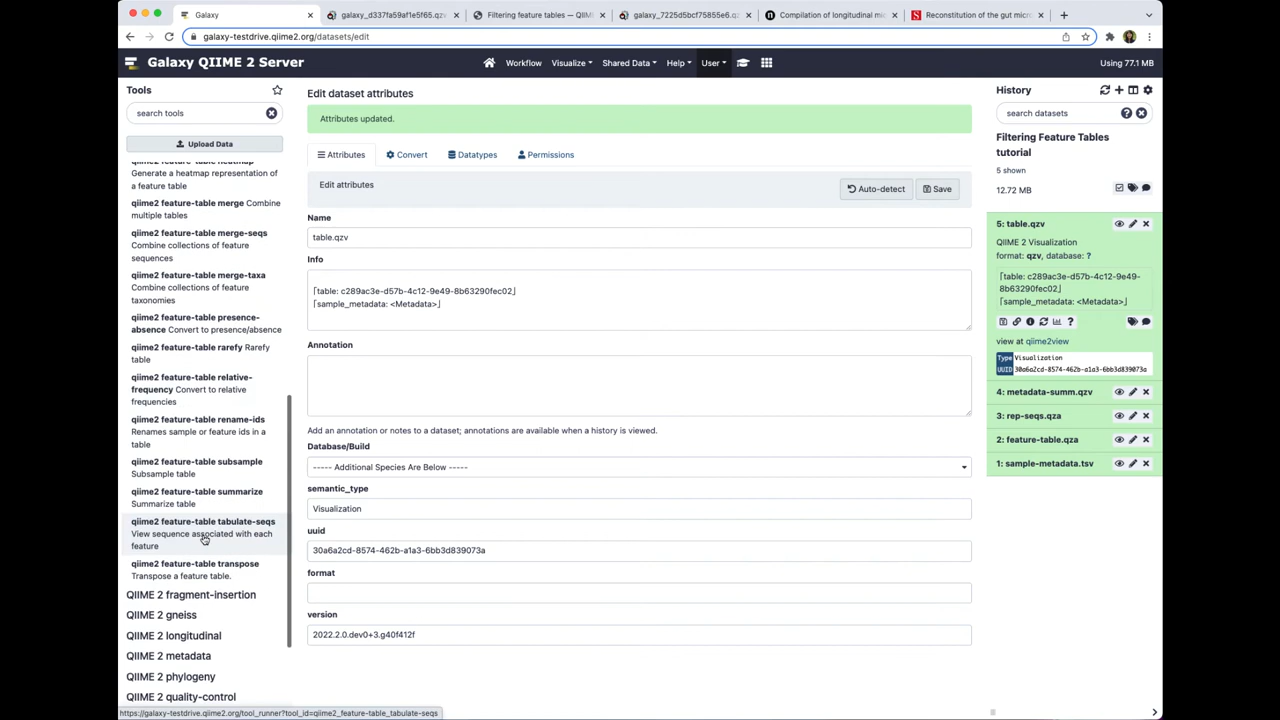 Galaxy
galaxy_d337fa59af1e5f65.qzv
Filtering feature tables — QIIME
galaxy_7225d5bcf75855e6.qzv
Compilation of longitudinal mi
Reconstitution of the gut micr
galaxy-testdrive.qiime2.org/datasets/edit
Galaxy QIIME 2 Server
Workflow
Visualize
Shared Data
Help
User
Using 77.1 MB
Tools
search tools
Upload Data
qiime2 feature-table heatmap
Generate a heatmap representation of
a feature table
qiime2 feature-table merge Combine
multiple tables
qiime2 feature-table merge-seqs
Combine collections of feature
sequences
qiime2 feature-table merge-taxa
Combine collections of feature
taxonomies
qiime2 feature-table presence-
absence Convert to presence/absence
qiime2 feature-table rarefy Rarefy
table
qiime2 feature-table relative-
frequency Convert to relative
frequencies
qiime2 feature-table rename-ids
Renames sample or feature ids in a
table
qiime2 feature-table subsample
Subsample table
qiime2 feature-table summarize
Summarize table
qiime2 feature-table tabulate-seqs
View sequence associated with each
feature
qiime2 feature-table transpose
Transpose a feature table.
QIIME 2 fragment-insertion
QIIME 2 gneiss
QIIME 2 longitudinal
QIIME 2 metadata
QIIME 2 phylogeny
QIIME 2 quality-control
https://galaxy-testdrive.qiime2.org/tool_runner?tool_id=qiime2_feature-table_tabulate-seqs
Edit dataset attributes
Attributes updated.
Attributes
Convert
Datatypes
Permissions
Edit attributes
Auto-detect
Save
Name
table.qzv
Info
⌈table: c289ac3e-d57b-4c12-9e49-8b63290fec02⌋
⌈sample_metadata: <Metadata>⌋
Annotation
Add an annotation or notes to a dataset; annotations are available when a history is viewed.
Database/Build
----- Additional Species Are Below -----
semantic_type
Visualization
uuid
30a6a2cd-8574-462b-a1a3-6bb3d839073a
format
version
2022.2.0.dev0+3.g40f412f
History
search datasets
Filtering Feature Tables
tutorial
5 shown
12.72 MB
5: table.qzv
QIIME 2 Visualization
format: qzv, database: ?
⌈table: c289ac3e-d57b-4c12-9e49-
8b63290fec02⌋
⌈sample_metadata: <Metadata>⌋
view at qiime2view
Type Visualization
UUID 30a6a2cd-8574-462b-a1a3-6bb3d839073a
4: metadata-summ.qzv
3: rep-seqs.qza
2: feature-table.qza
1: sample-metadata.tsv